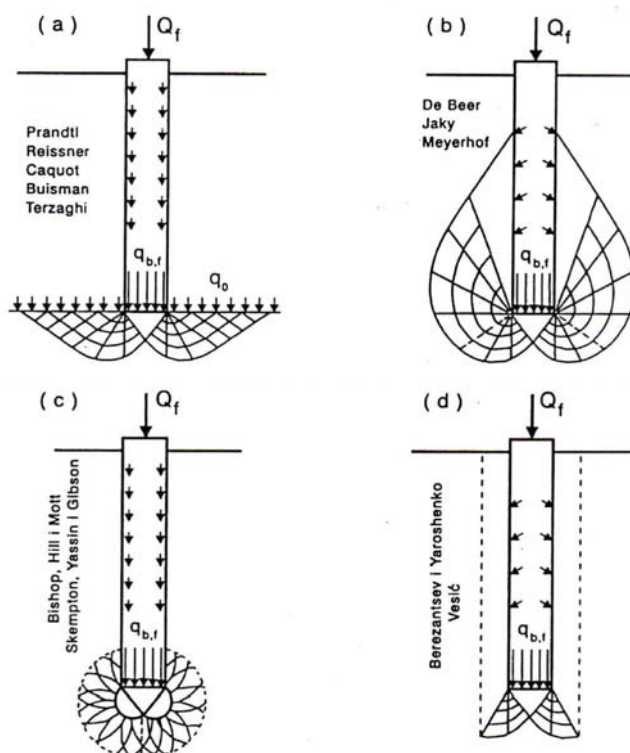 (a)
Q_f
Prandtl
Reissner
Caquot
Buisman
Terzaghi
q_b,f
q_o
(b)
Q_f
De Beer
Jaky
Meyerhof
q_b,f
(c)
Q_f
Bishop, Hill i Mott
Skempton, Yassin i Gibson
q_b,f
(d)
Q_f
Berezantsev i Yaroshenko
Vesić
q_b,f